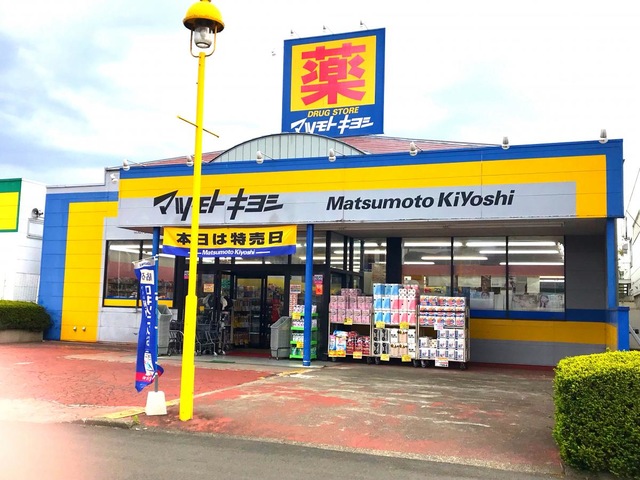 薬
DRUG STORE
マツモトキヨシ
マツモトキヨシ
Matsumoto KiYoshi
本日は特売日
Matsumoto Kiyoshi